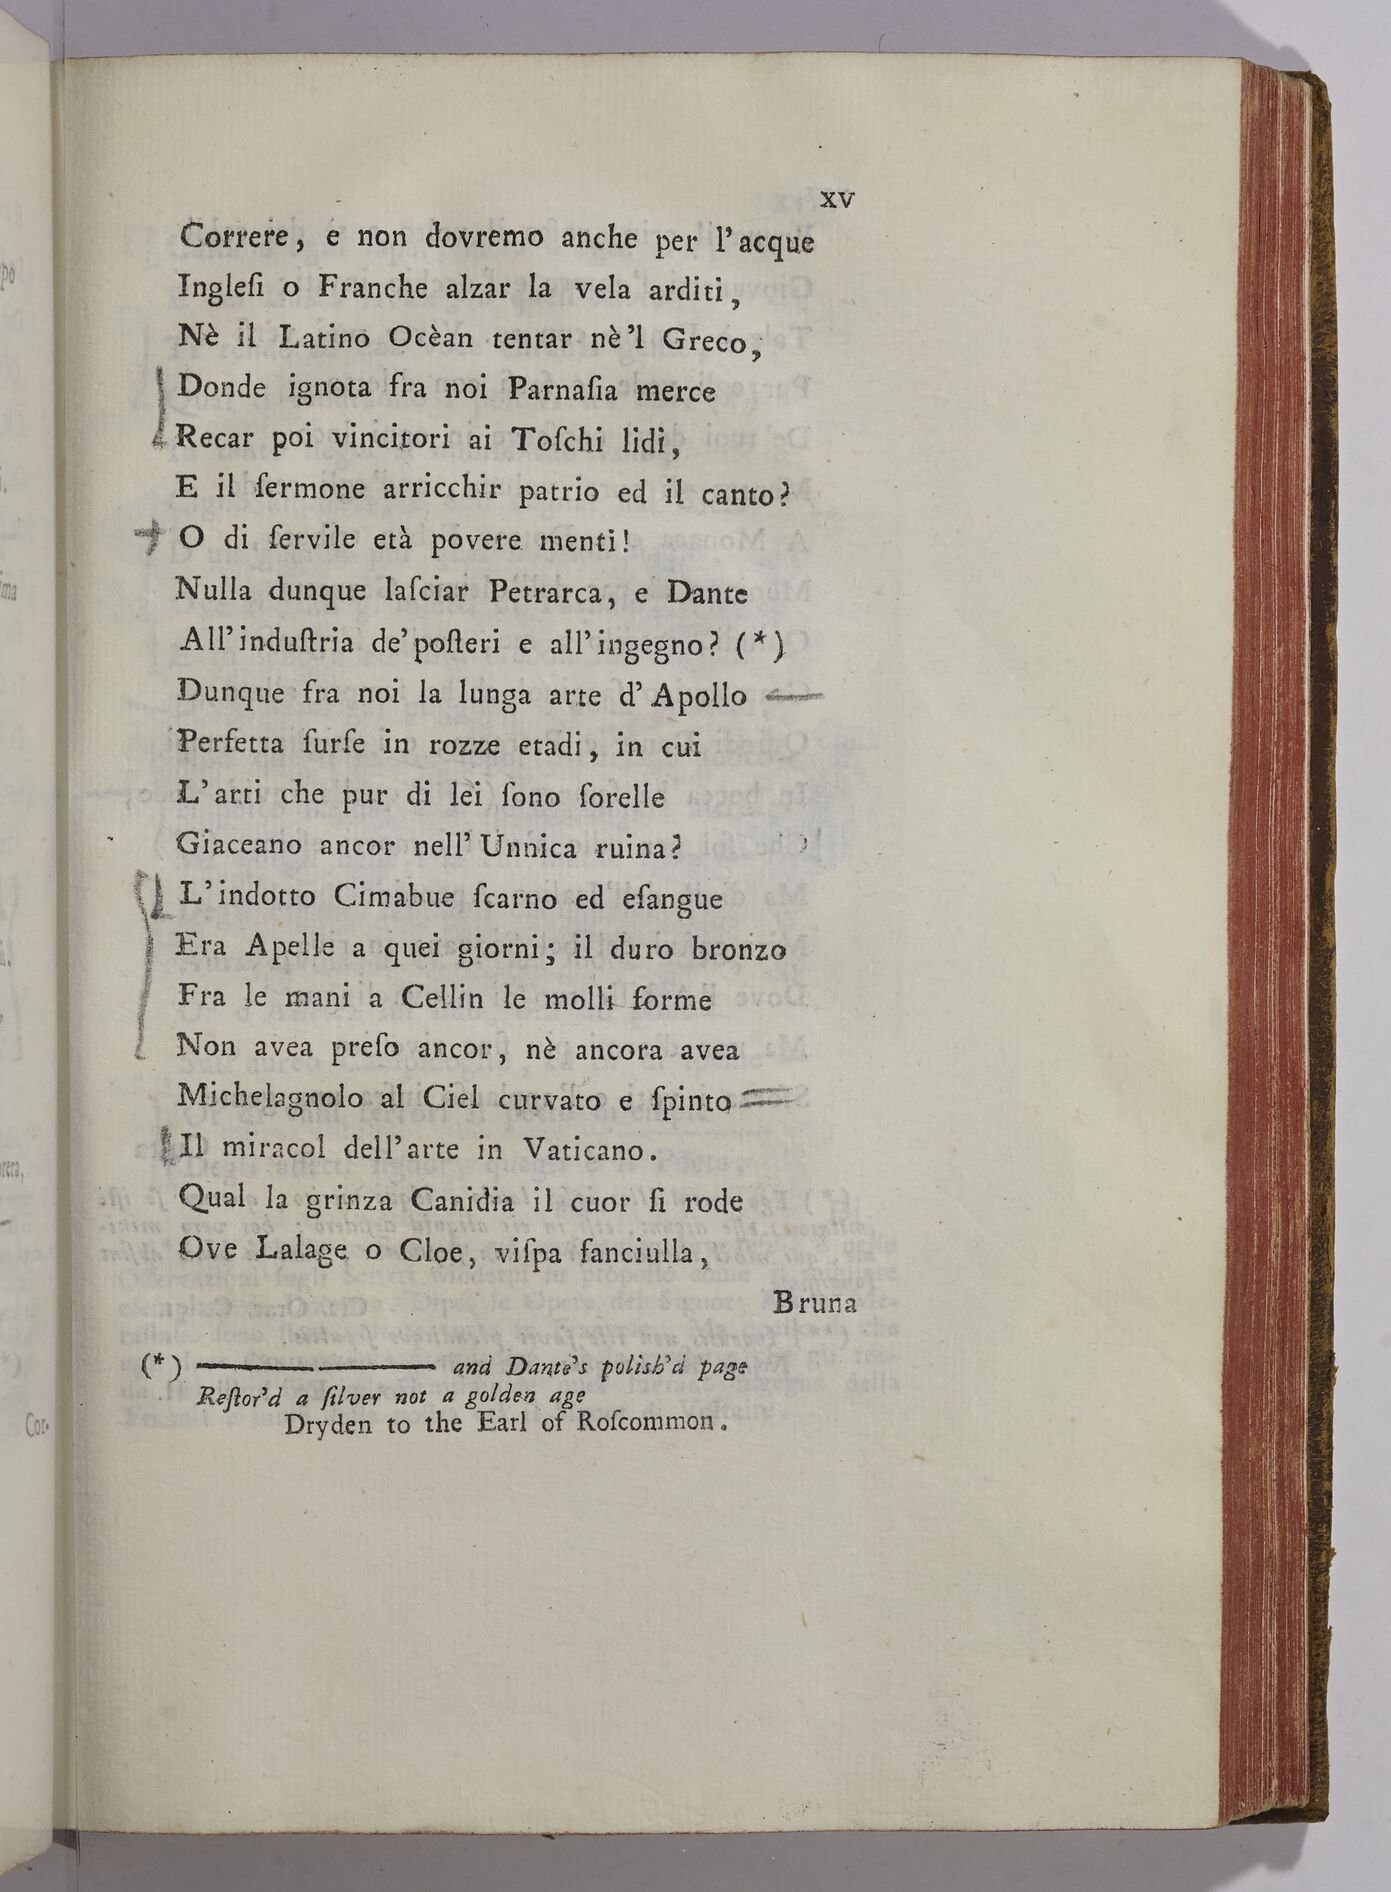 XV
Correre, e non dovremo anche per l'acque
Ingleſi o Franche alzar la vela arditi,
Nè il Latino Ocèan tentar nè 'l Greco,
Donde ignota fra noi Parnaſia merce
Recar poi vincitori ai Toſchi lidi,
E il ſermone arricchir patrio ed il canto?
O di ſervile età povere menti!
Nulla dunque laſciar Petrarca, e Dante
All'induſtria de' poſteri e all'ingegno? (*)
Dunque fra noi la lunga arte d'Apollo
Perfetta ſurſe in rozze etadi, in cui
L'arti che pur di lei ſono ſorelle
Giaceano ancor nell'Unnica ruina?
L'indotto Cimabue ſcarno ed eſangue
Era Apelle a quei giorni; il duro bronzo
Fra le mani a Cellin le molli forme
Non avea preſo ancor, nè ancora avea
Michelagnolo al Ciel curvato e ſpinto
Il miracol dell'arte in Vaticano.
Qual la grinza Canidia il cuor ſi rode
Ove Lalage o Cloe, viſpa fanciulla,
Bruna
(*) —— —— and Dante's polish'd page
Reſtor'd a ſilver not a golden age
Dryden to the Earl of Roſcommon.
Cor-